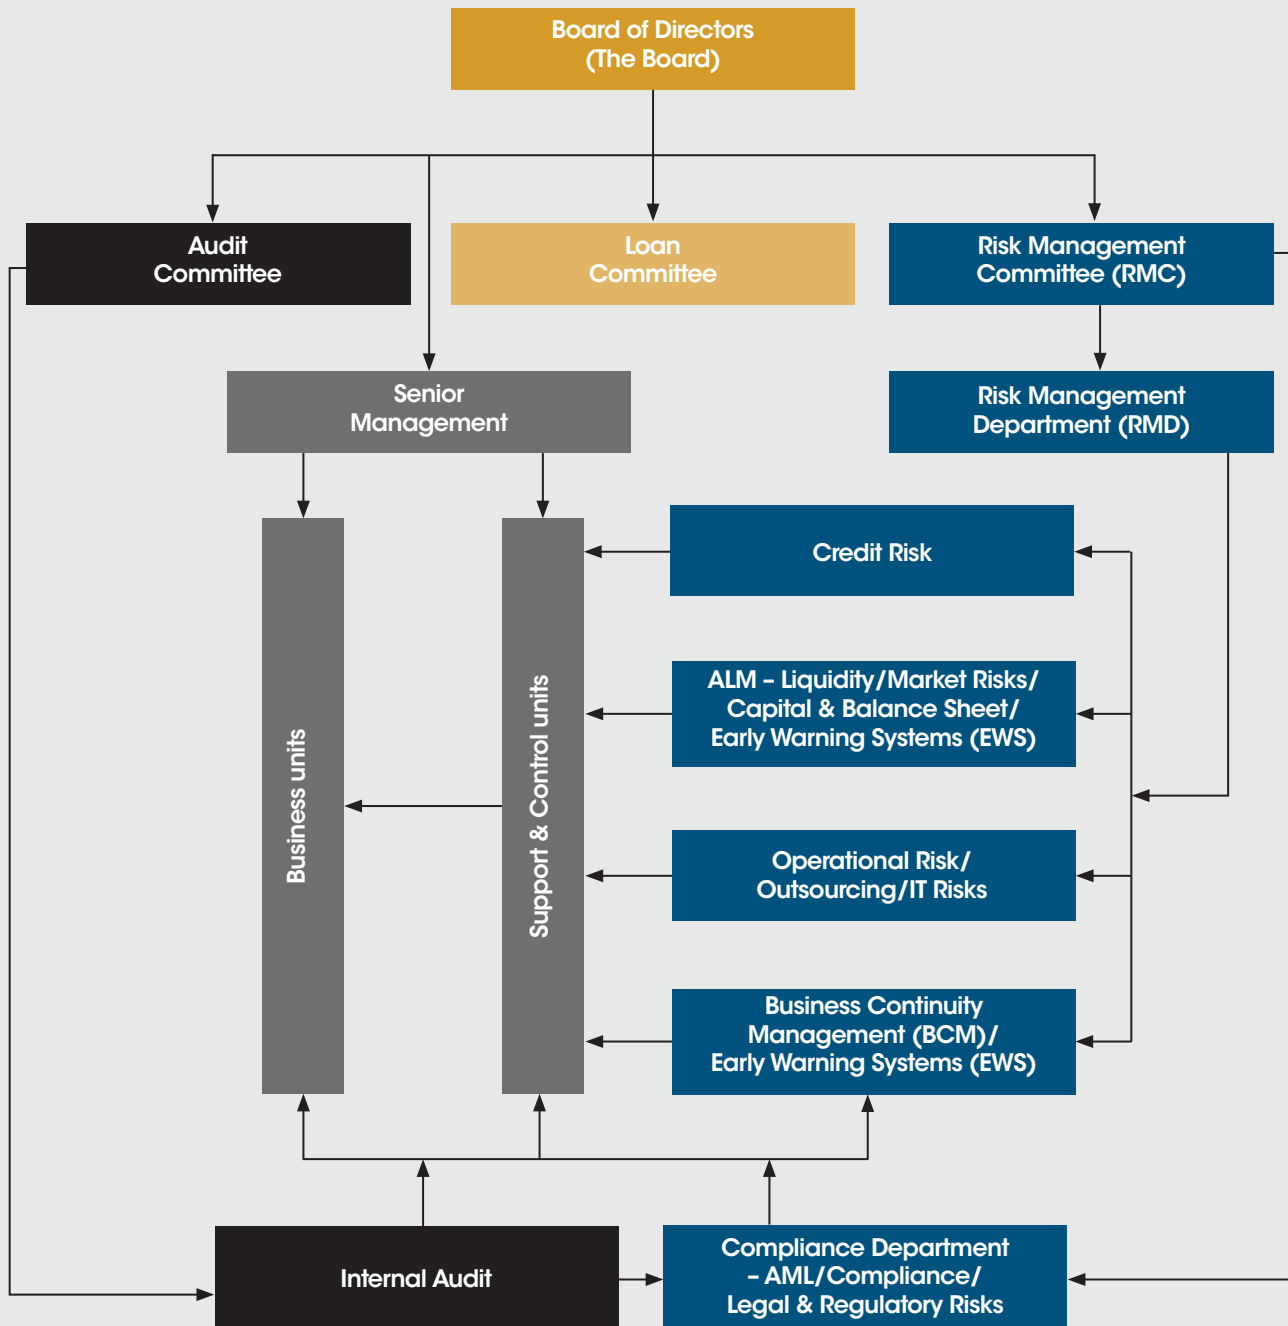 Board of Directors
(The Board)
Audit
Committee
Loan
Committee
Risk Management
Committee (RMC)
Senior
Management
Risk Management
Department (RMD)
Business units
Support & Control units
Credit Risk
ALM – Liquidity/Market Risks/
Capital & Balance Sheet/
Early Warning Systems (EWS)
Operational Risk/
Outsourcing/IT Risks
Business Continuity
Management (BCM)/
Early Warning Systems (EWS)
Internal Audit
Compliance Department
– AML/Compliance/
Legal & Regulatory Risks